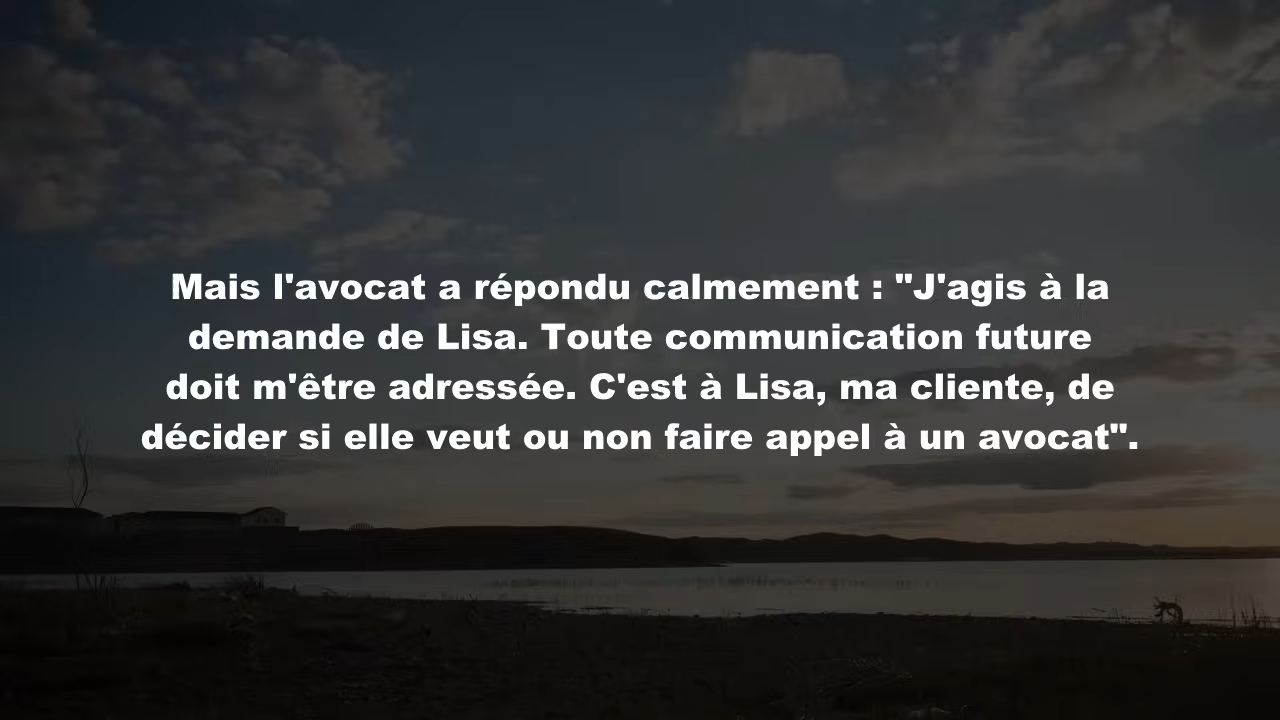 Mais l'avocat a répondu calmement : "J'agis à la
demande de Lisa. Toute communication future
doit m'être adressée. C'est à Lisa, ma cliente, de
décider si elle veut ou non faire appel à un avocat".